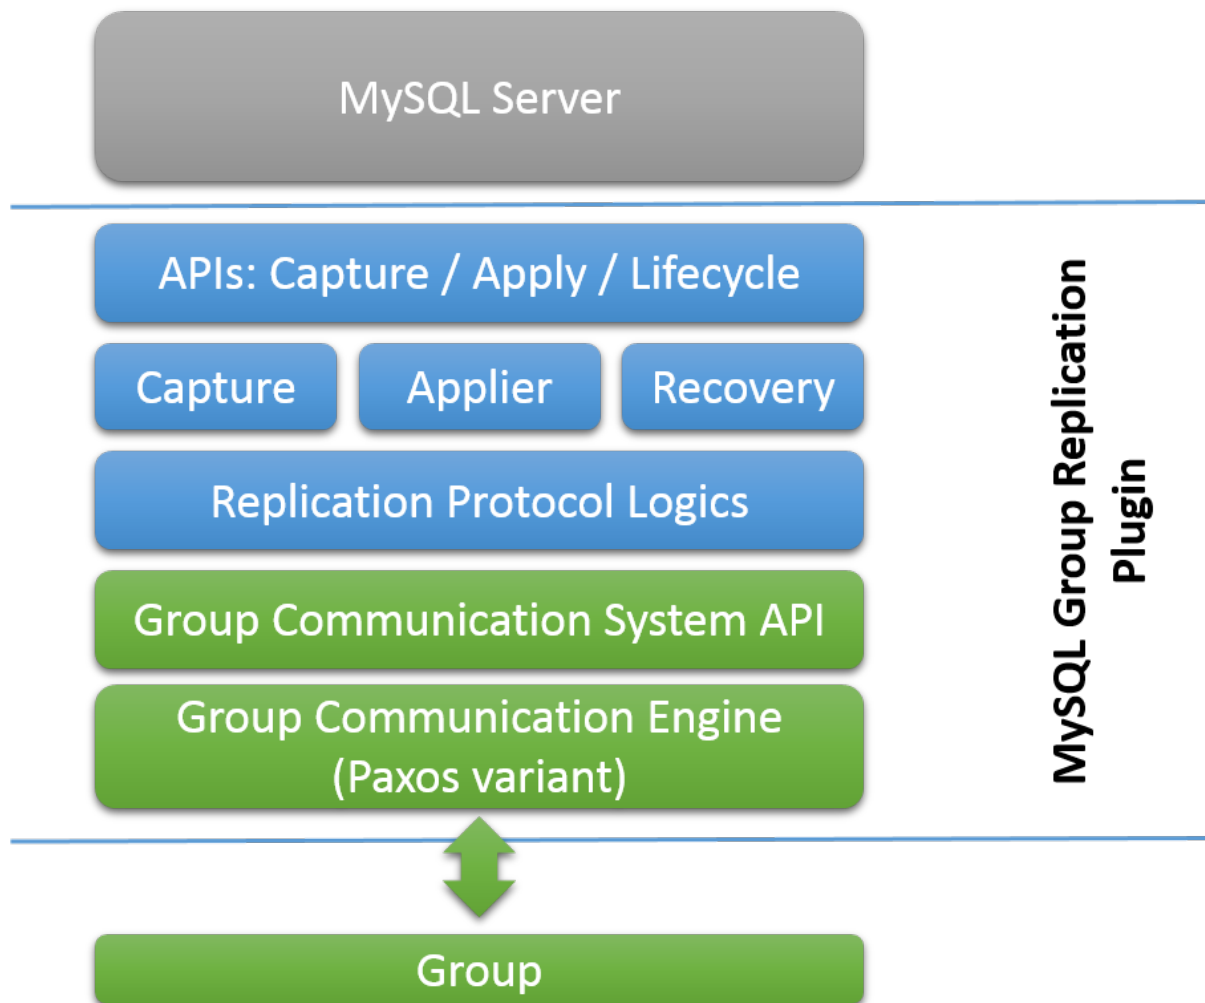 MySQL Server
APIs: Capture / Apply / Lifecycle
Capture
Applier
Recovery
Replication Protocol Logics
Group Communication System API
Group Communication Engine
(Paxos variant)
Group
MySQL Group Replication
Plugin